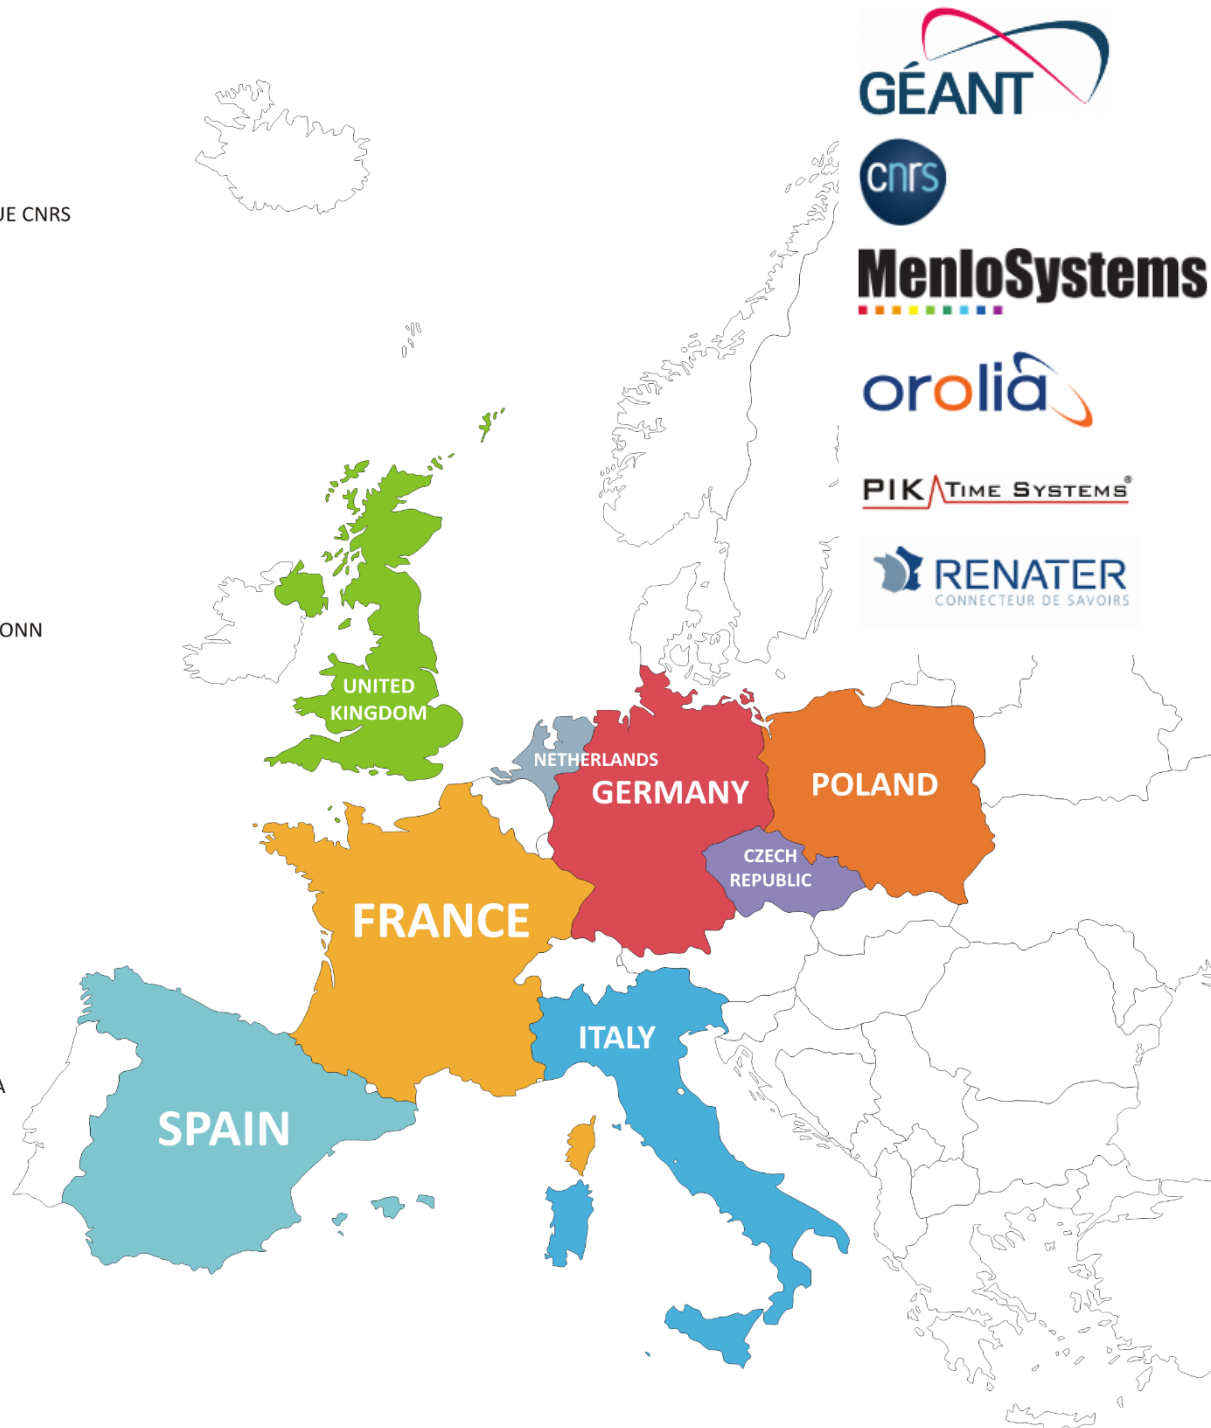 GÉANT
cnrs
UE CNRS
MenloSystems
orolia
PIK TIME SYSTEMS®
RENATER
CONNECTEUR DE SAVOIRS
ONN
UNITED
KINGDOM
NETHERLANDS
GERMANY
POLAND
CZECH
REPUBLIC
FRANCE
ITALY
A
SPAIN